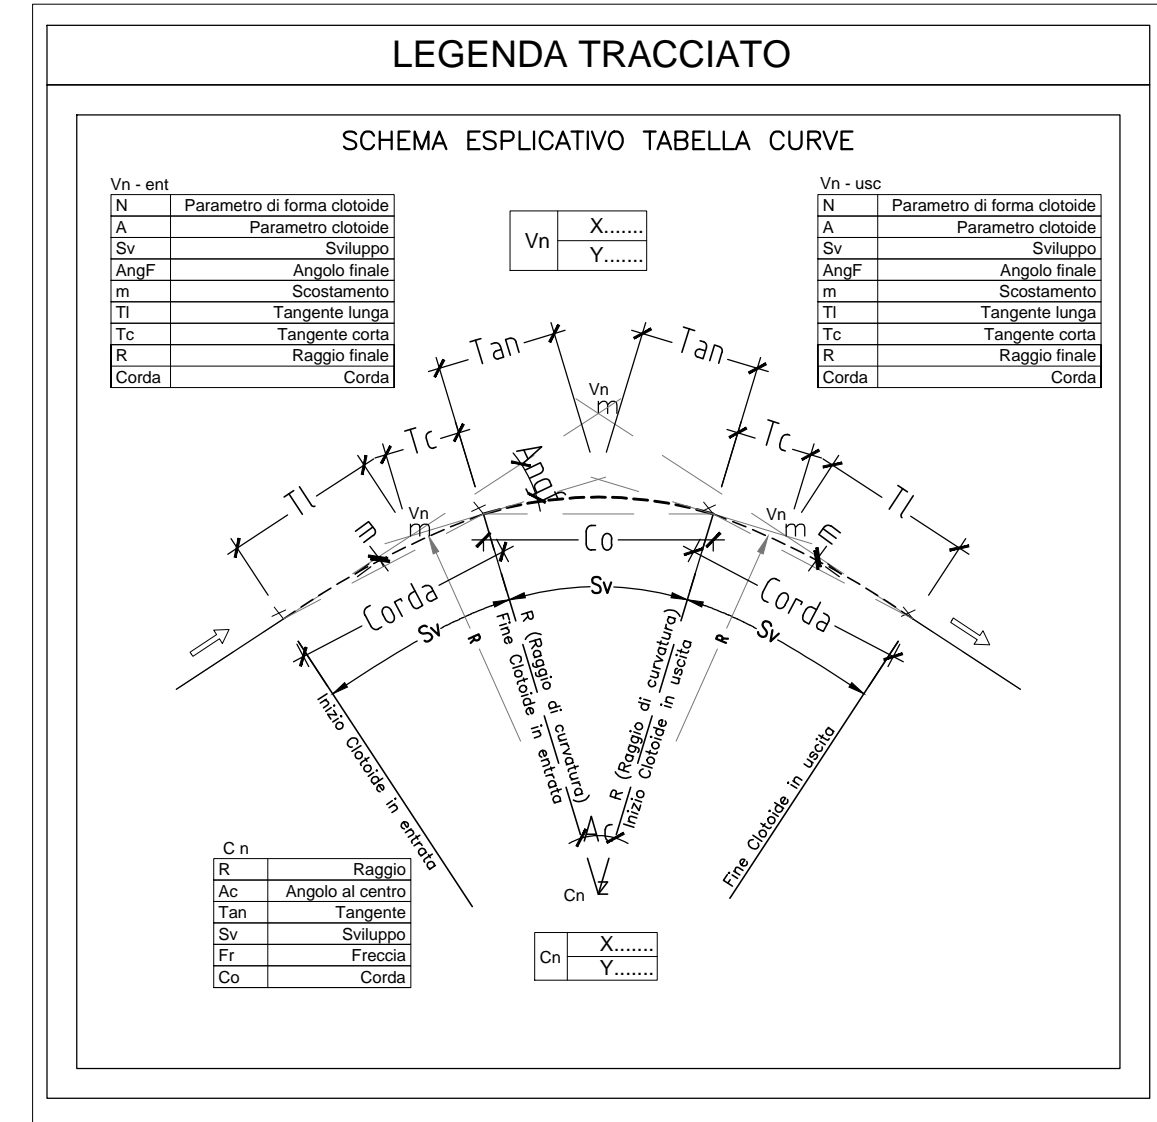 LEGENDA TRACCIATO
SCHEMA ESPLICATIVO TABELLA CURVE
Vn - ent
N Parametro di forma clotoide
A Parametro clotoide
Sv Sviluppo
AngF Angolo finale
m Scostamento
Tl Tangente lunga
Tc Tangente corta
R Raggio finale
Corda Corda
Vn X.......
Y.......
Vn - usc
N Parametro di forma clotoide
A Parametro clotoide
Sv Sviluppo
AngF Angolo finale
m Scostamento
Tl Tangente lunga
Tc Tangente corta
R Raggio finale
Corda Corda
Tan
Tan
Vn
m
Tc
Tc
AngF
Tl
Tl
Vn
m
Vn
m
m
m
Co
Corda
Corda
Sv
Sv
Sv
R
R
R (Raggio di curvatura)
Fine Clotoide in entrata
R (Raggio di curvatura)
Inizio Clotoide in uscita
Inizio Clotoide in entrata
Fine Clotoide in uscita
Ac
Cn
Z
C n
R Raggio
Ac Angolo al centro
Tan Tangente
Sv Sviluppo
Fr Freccia
Co Corda
Cn X.......
Y.......